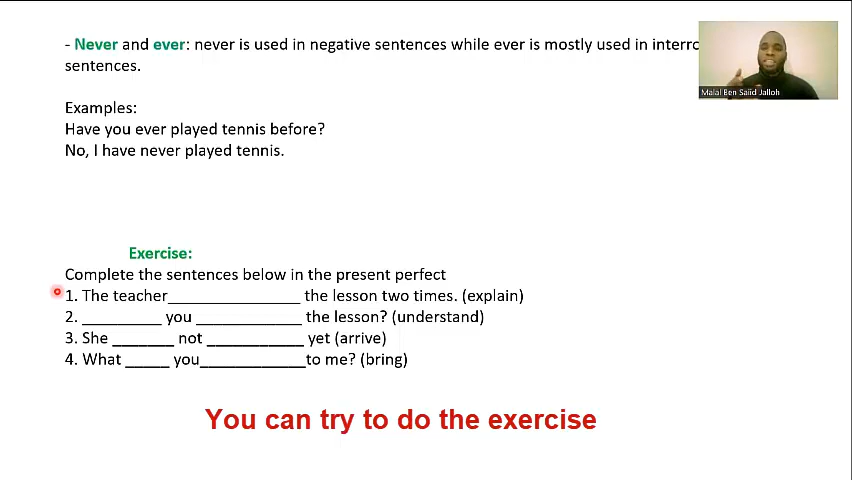 - Never and ever: never is used in negative sentences while ever is mostly used in interro
sentences.
Malal Ben Saiid Jalloh
Examples:
Have you ever played tennis before?
No, I have never played tennis.
Exercise:
Complete the sentences below in the present perfect
1. The teacher_______________ the lesson two times. (explain)
2. _________ you ____________ the lesson? (understand)
3. She _______ not ___________ yet (arrive)
4. What _____ you____________to me? (bring)
You can try to do the exercise